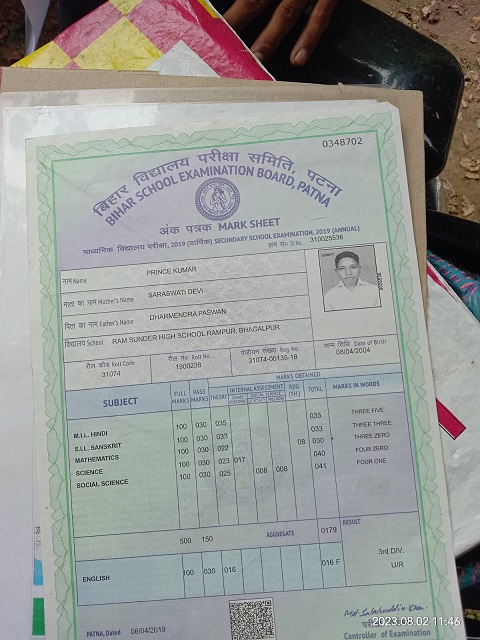 0348702
बिहार विद्यालय परीक्षा समिति, पटना
BIHAR SCHOOL EXAMINATION BOARD, PATNA
अंक पत्रक MARK SHEET
माध्यमिक विद्यालय परीक्षा, 2019 (वार्षिक) SECONDARY SCHOOL EXAMINATION, 2019 (ANNUAL)
क्रम सं० Sl.No. 310025536
नाम Name PRINCE KUMAR
माता का नाम Mother's Name SARASWATI DEVI
पिता का नाम Father's Name DHARMENDRA PASWAN
विद्यालय School RAM SUNDER HIGH SCHOOL RAMPUR, BHAGALPUR
रौल कोड Roll Code रौल नं० Roll No. पंजीयन संख्या Reg. No. जन्म तिथि Date of Birth
31074 1900238 31074-00135-18 08/04/2004
MARKS OBTAINED
SUBJECT FULL MARKS PASS MARKS THEORY INTERNAL ASSESSMENT SOCIAL SCIENCE REG. (TH.) TOTAL MARKS IN WORDS
M.I.L. HINDI 100 030 035 035 THREE FIVE
S.I.L. SANSKRIT 100 030 033 033 THREE THREE
MATHEMATICS 100 030 022 08 030 THREE ZERO
SCIENCE 100 030 023 017 040 FOUR ZERO
SOCIAL SCIENCE 100 030 025 008 008 041 FOUR ONE
500 150 AGGREGATE 0179 RESULT
3rd DIV.
U/R
ENGLISH 100 030 016 016 F
PATNA, Dated 06/04/2019
Controller of Examination
2023.08.02 11:46